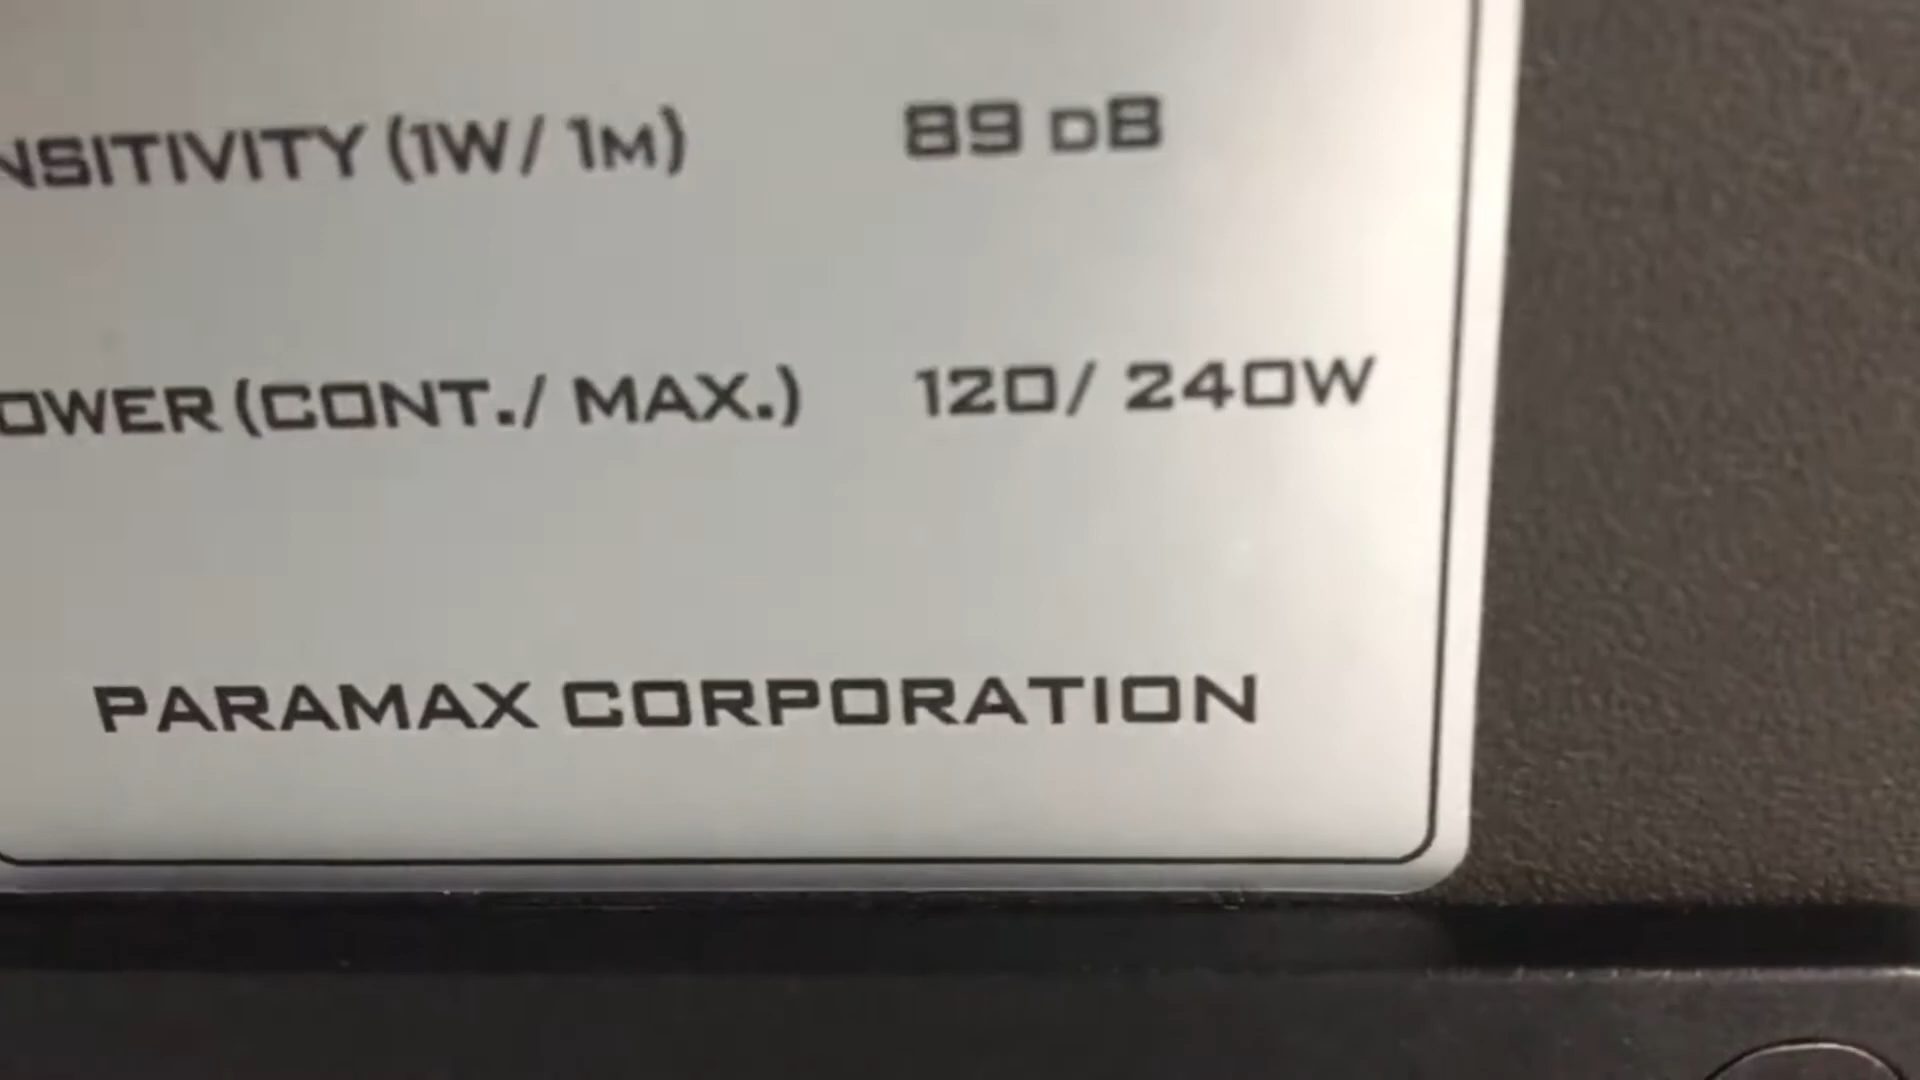 NSITIVITY (1W/ 1M) 89 DB
OWER (CONT./ MAX.) 120/ 240W
PARAMAX CORPORATION